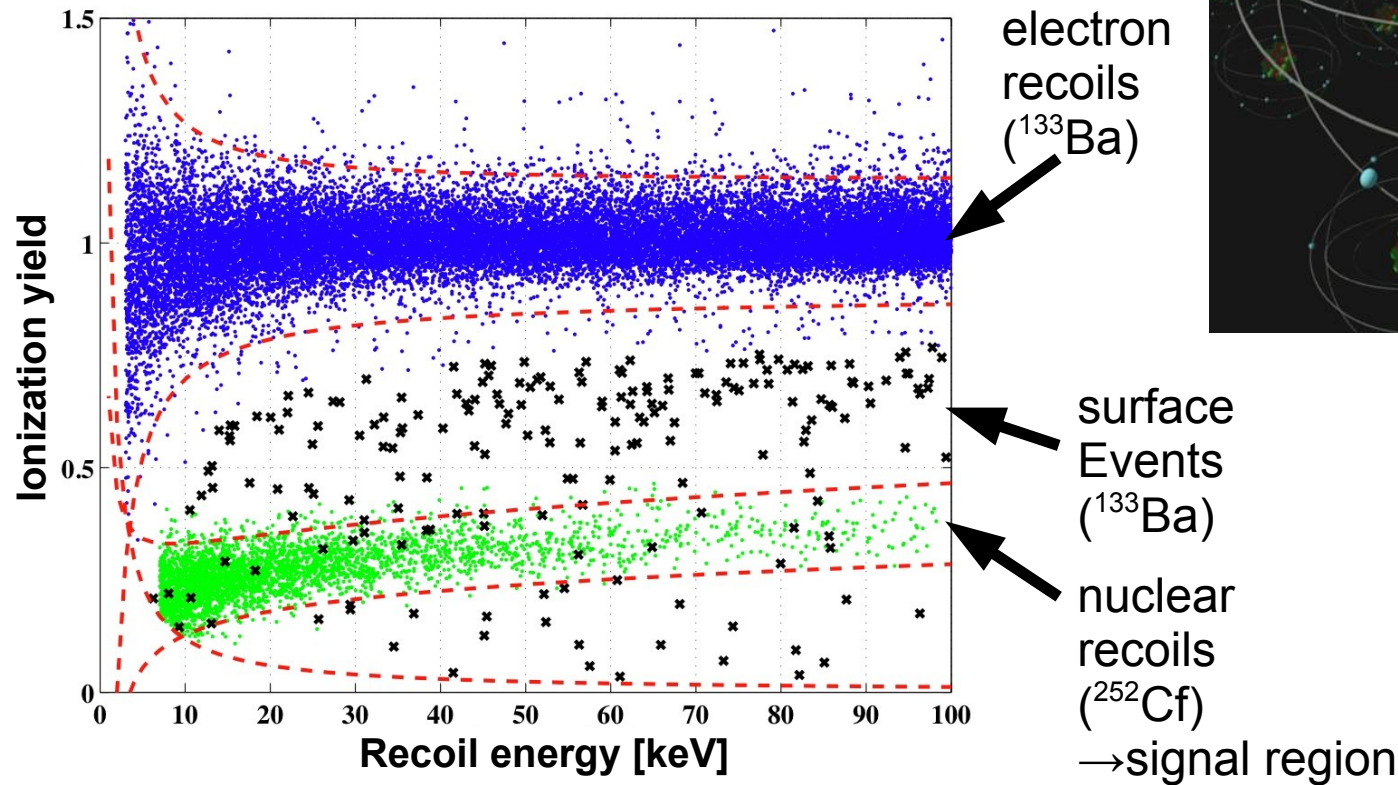 1.5
1
0.5
0
Ionization yield
0 10 20 30 40 50 60 70 80 90 100
Recoil energy [keV]
electron
recoils
(¹³³Ba)
surface
Events
(¹³³Ba)
nuclear
recoils
(²⁵²Cf)
→signal region